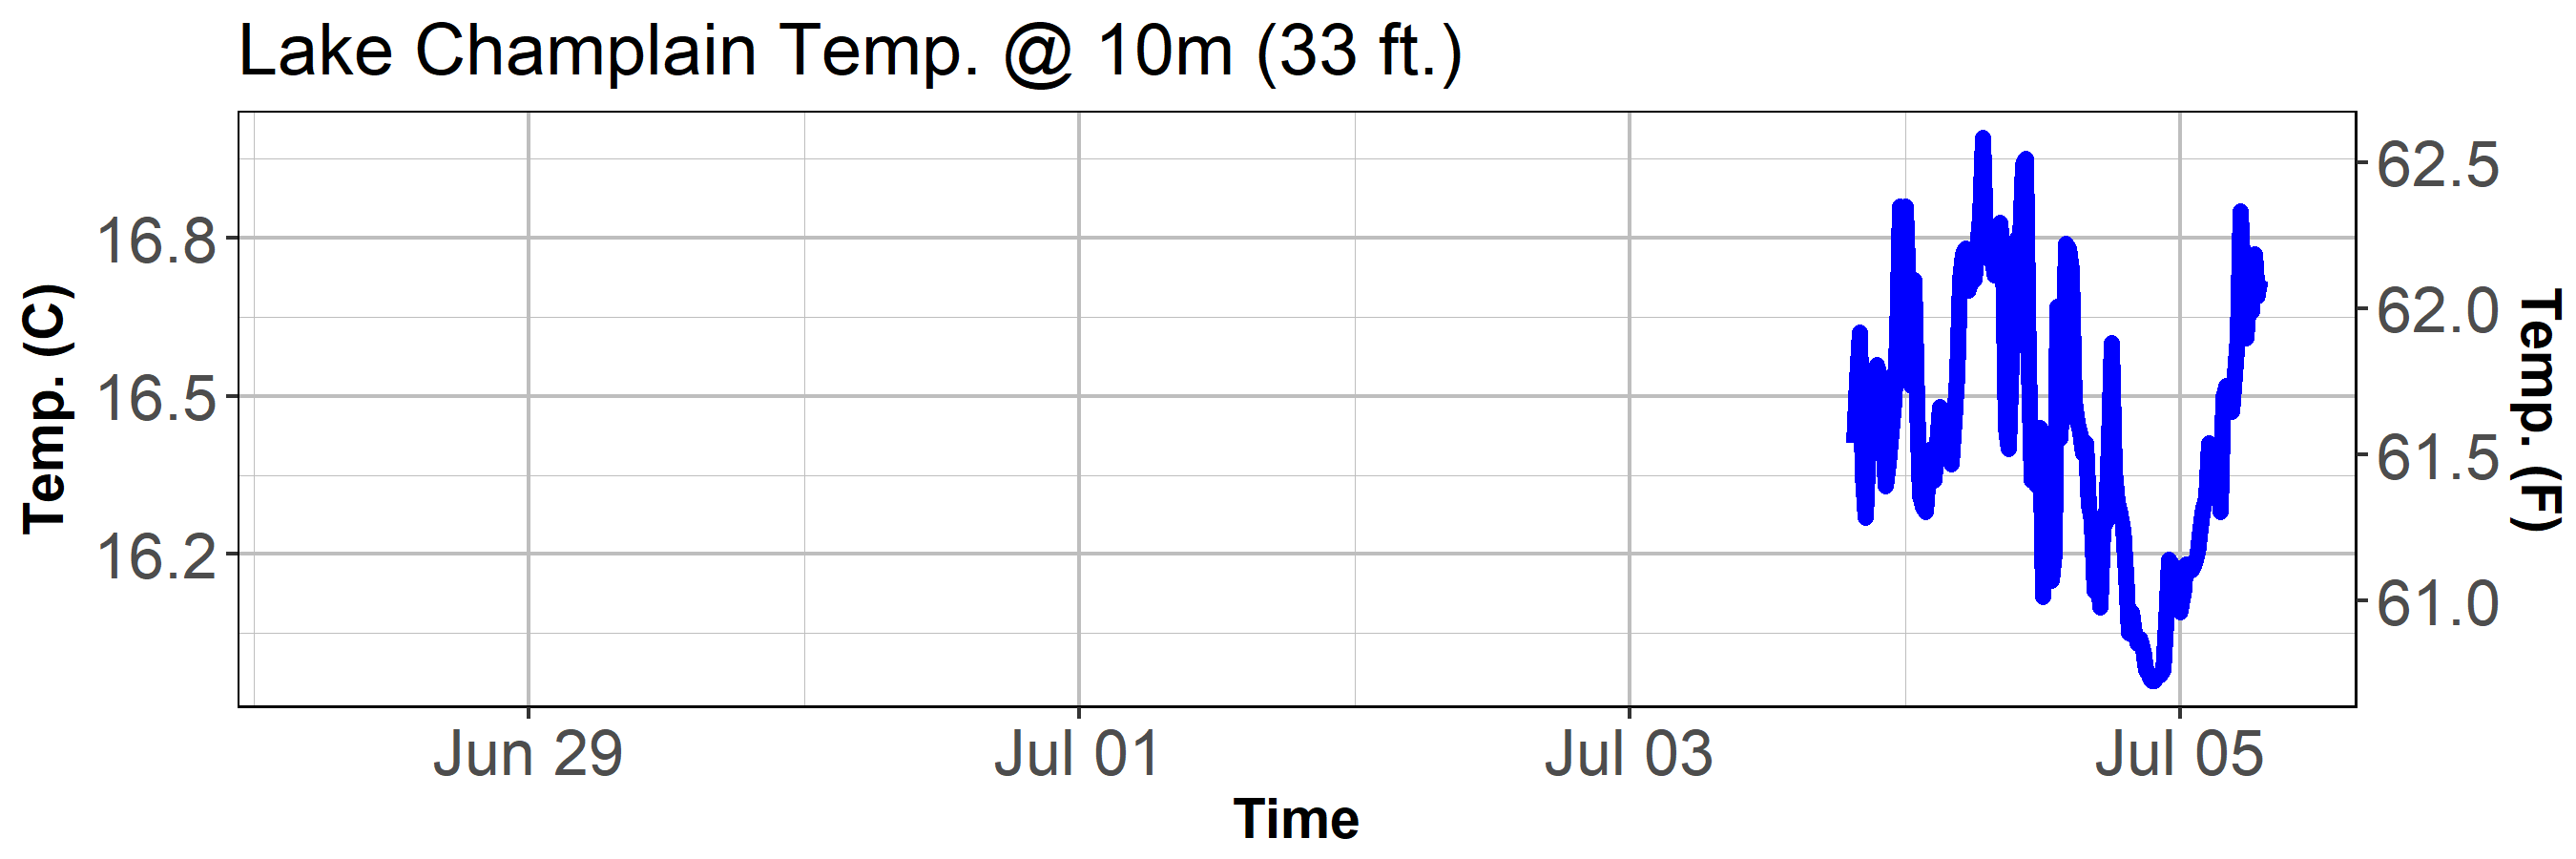 Lake Champlain Temp. @ 10m (33 ft.)
Temp. (C)
16.8
16.5
16.2
62.5
62.0
61.5
61.0
Temp. (F)
Jun 29
Jul 01
Jul 03
Jul 05
Time